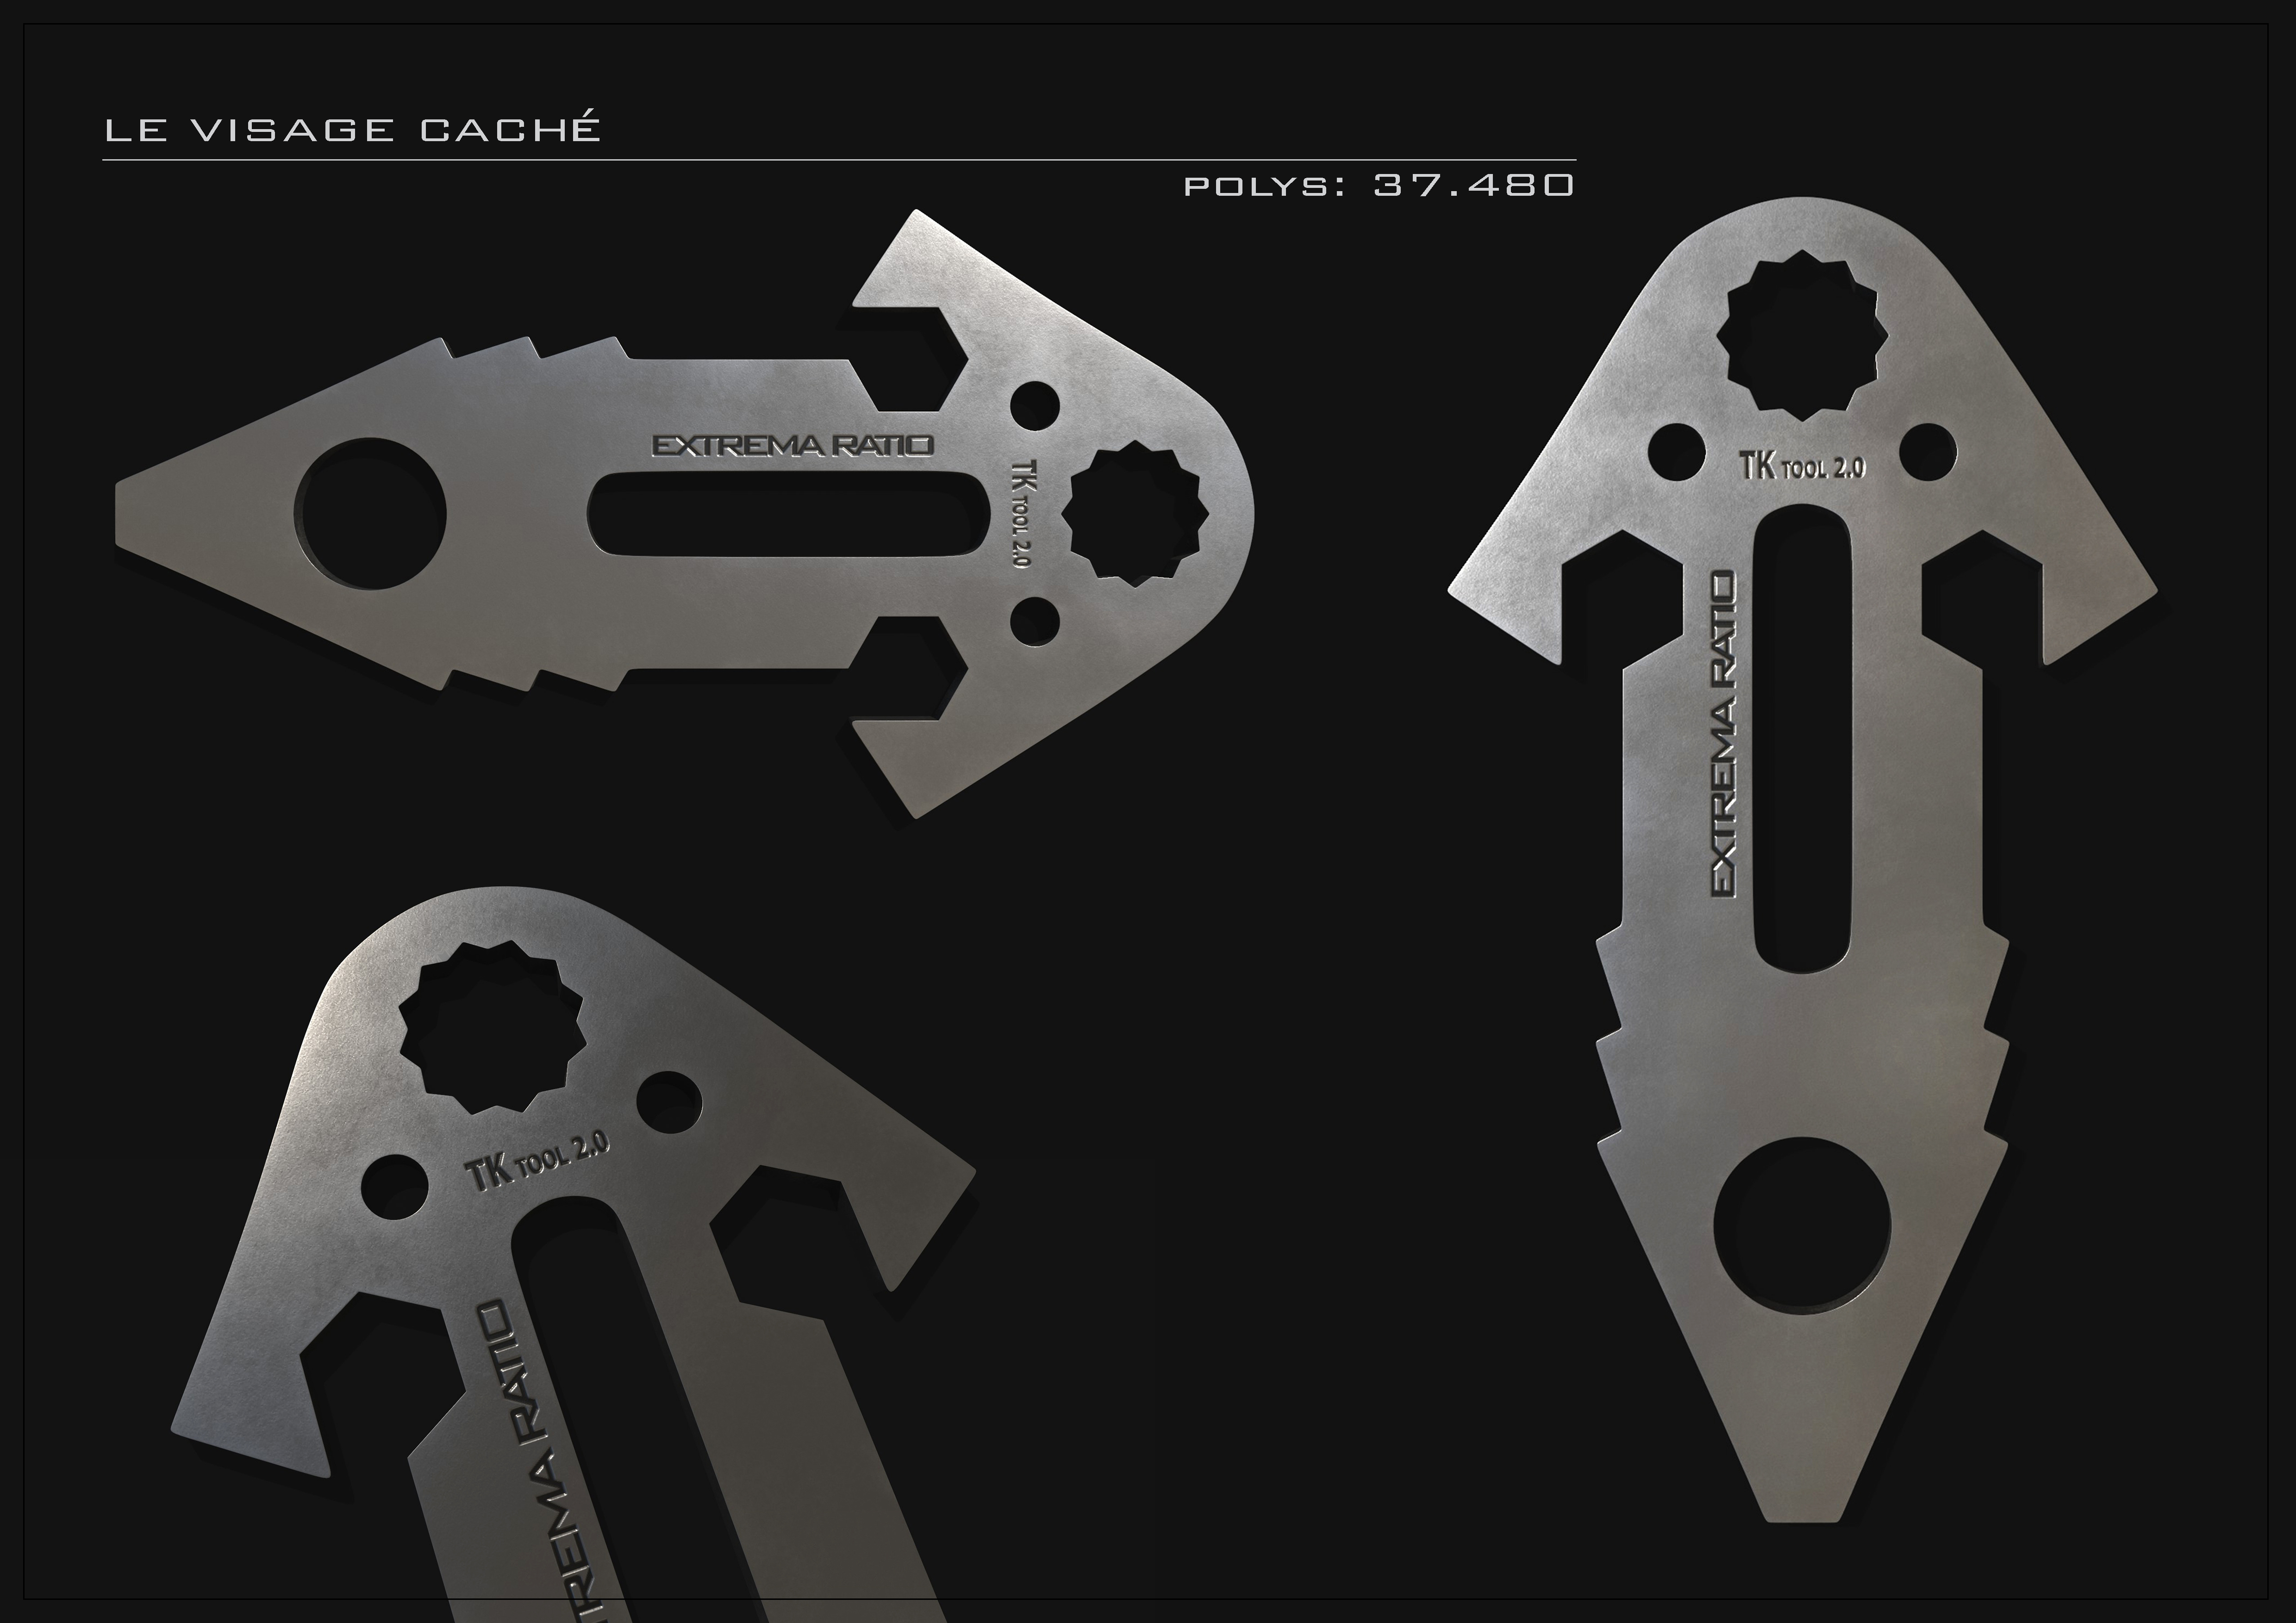 LE VISAGE CACHÉ
POLYS: 37.480
EXTREMA RATIO
TK TOOL 2.0
TK TOOL 2.0
EXTREMA RATIO
TK TOOL 2.0
TREMA RATIO